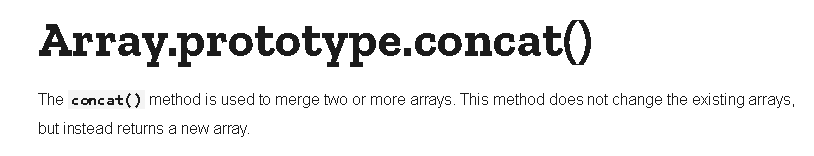 Array.prototype.concat()
The concat() method is used to merge two or more arrays. This method does not change the existing arrays,
but instead returns a new array.